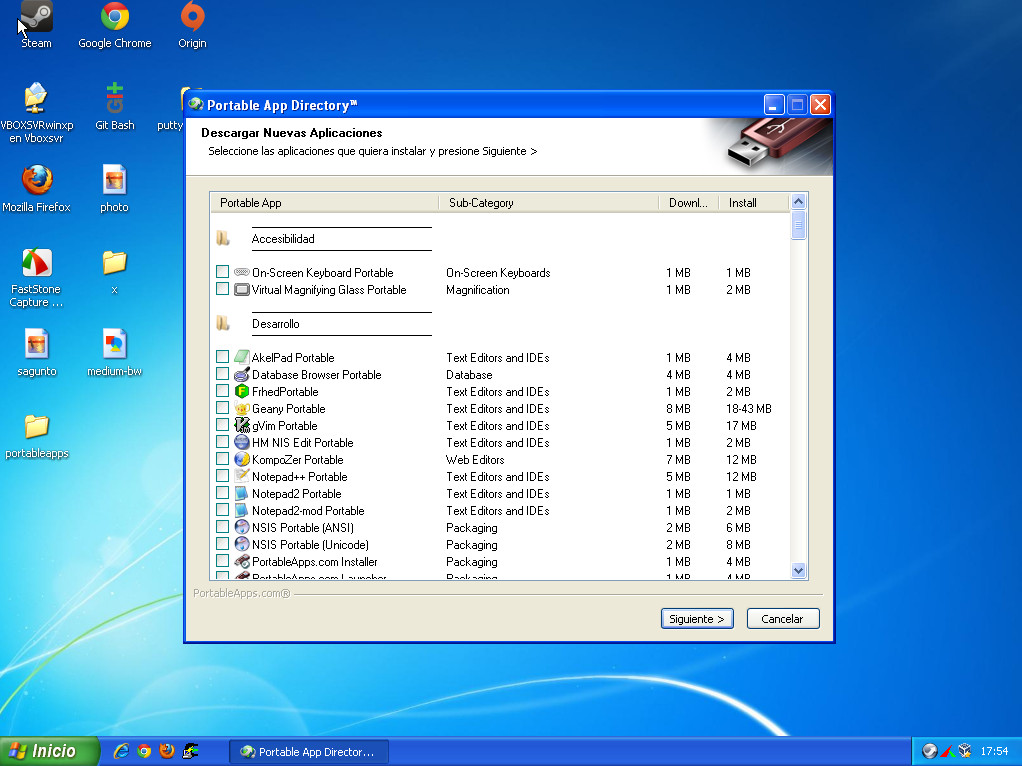 Steam
Google Chrome
Origin
VBOXSVRwinxp
en Vboxsvr
Git Bash
putty
Mozilla Firefox
photo
FastStone
Capture ...
x
sagunto
medium-bw
portableapps
Portable App Directory™
Descargar Nuevas Aplicaciones
Seleccione las aplicaciones que quiera instalar y presione Siguiente >
Portable App Sub-Category Downl... Install
Accesibilidad
On-Screen Keyboard Portable On-Screen Keyboards 1 MB 1 MB
Virtual Magnifying Glass Portable Magnification 1 MB 2 MB
Desarrollo
AkelPad Portable Text Editors and IDEs 1 MB 4 MB
Database Browser Portable Database 4 MB 4 MB
FrhedPortable Text Editors and IDEs 1 MB 2 MB
Geany Portable Text Editors and IDEs 8 MB 18-43 MB
gVim Portable Text Editors and IDEs 5 MB 17 MB
HM NIS Edit Portable Text Editors and IDEs 1 MB 2 MB
KompoZer Portable Web Editors 7 MB 12 MB
Notepad++ Portable Text Editors and IDEs 5 MB 12 MB
Notepad2 Portable Text Editors and IDEs 1 MB 1 MB
Notepad2-mod Portable Text Editors and IDEs 1 MB 2 MB
NSIS Portable (ANSI) Packaging 2 MB 6 MB
NSIS Portable (Unicode) Packaging 2 MB 8 MB
PortableApps.com Installer Packaging 1 MB 4 MB
PortableApps.com Launcher Packaging 1 MB 4 MB
PortableApps.com®
Siguiente >
Cancelar
Inicio
Portable App Director...
17:54